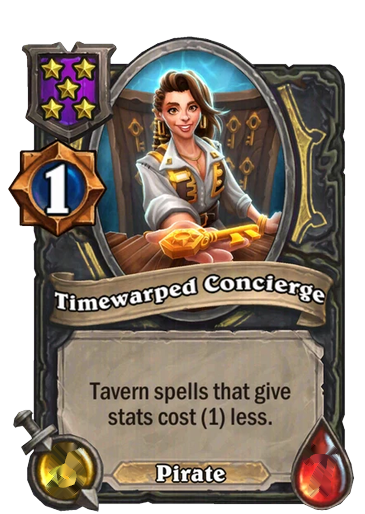 1
Timewarped Concierge
Tavern spells that give
stats cost (1) less.
Pirate